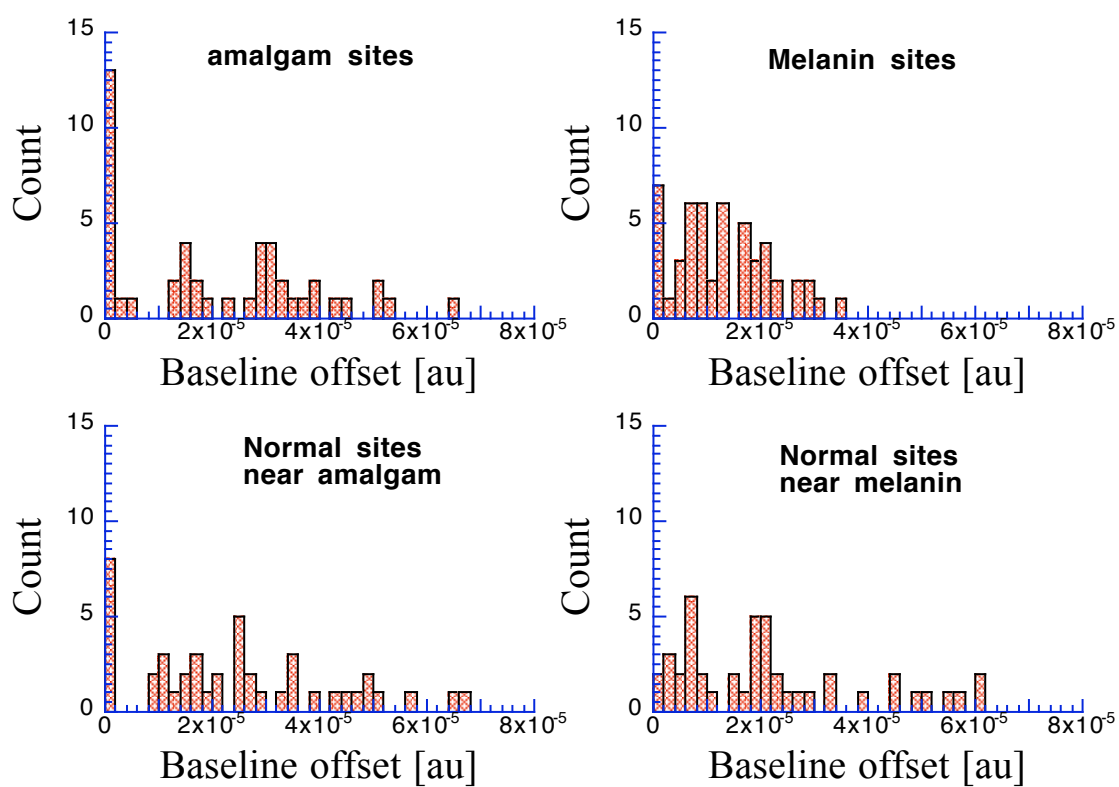 amalgam sites
15
10
5
0
Count
0 2x10-5 4x10-5 6x10-5 8x10-5
Baseline offset [au]
Melanin sites
15
10
5
0
Count
0 2x10-5 4x10-5 6x10-5 8x10-5
Baseline offset [au]
Normal sites
near amalgam
15
10
5
0
Count
0 2x10-5 4x10-5 6x10-5 8x10-5
Baseline offset [au]
Normal sites
near melanin
15
10
5
0
Count
0 2x10-5 4x10-5 6x10-5 8x10-5
Baseline offset [au]